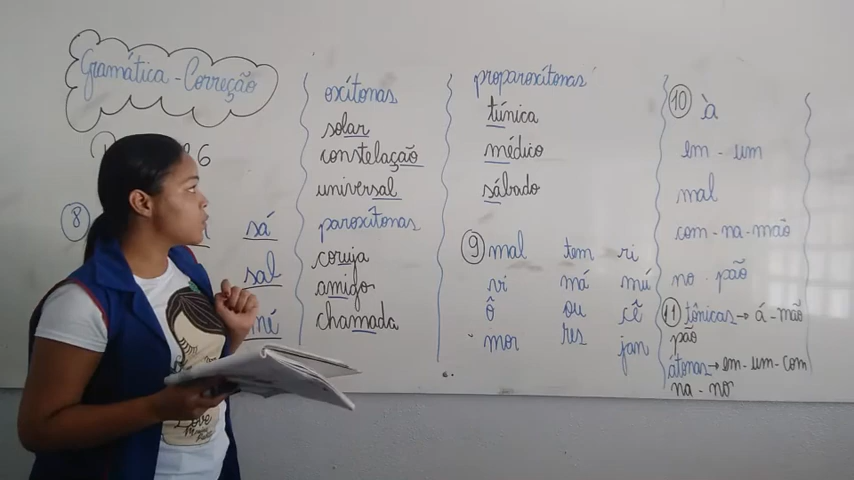 Gramática - Correção
6
8
sá
sal
oxítonas
solar
constelação
universal
paroxítonas
coruja
amigo
chamada
proparoxítonas
túnica
médico
sábado
9 mal tem ri
vi má mú
ô ou cê
mor res jan
10 à
em - um
mal
com - na - mão
no - pão
11 tônicas → á - mão
pão
átonas → em - um - com
na - no
Love